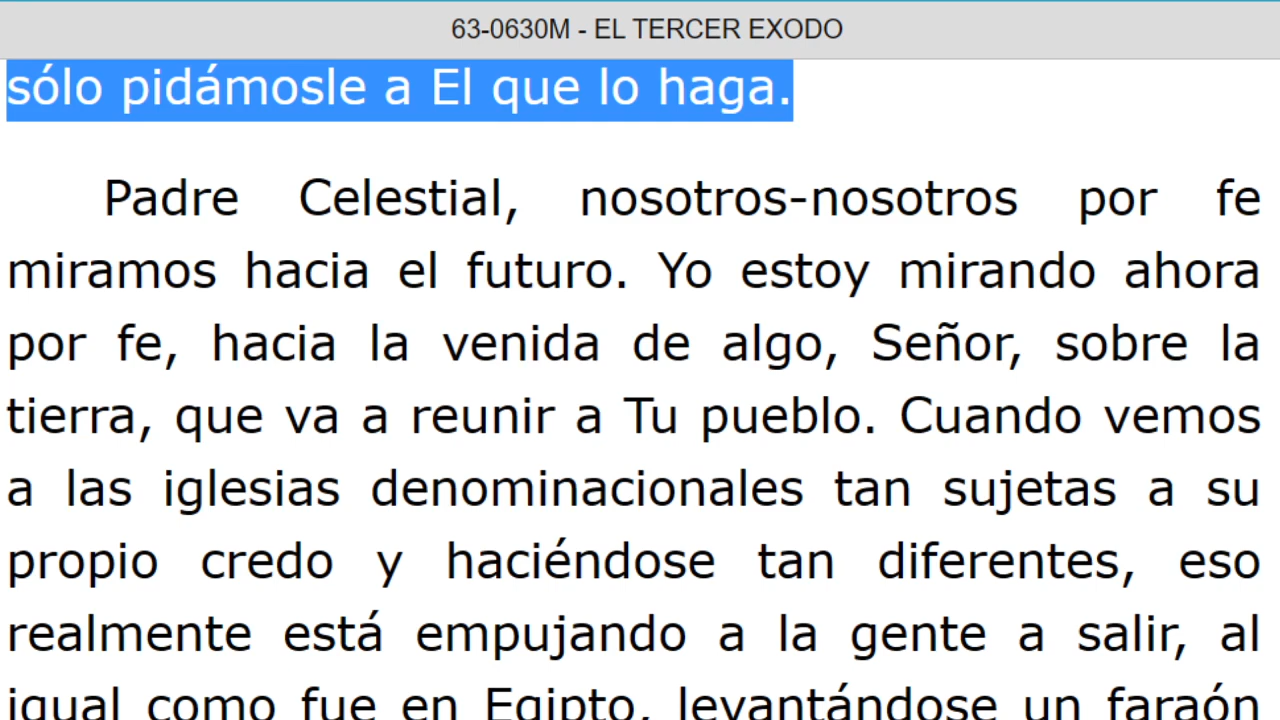 63-0630M - EL TERCER EXODO
sólo pidámosle a El que lo haga.
Padre Celestial, nosotros-nosotros por fe
miramos hacia el futuro. Yo estoy mirando ahora
por fe, hacia la venida de algo, Señor, sobre la
tierra, que va a reunir a Tu pueblo. Cuando vemos
a las iglesias denominacionales tan sujetas a su
propio credo y haciéndose tan diferentes, eso
realmente está empujando a la gente a salir, al
igual como fue en Egipto, levantándose un faraón